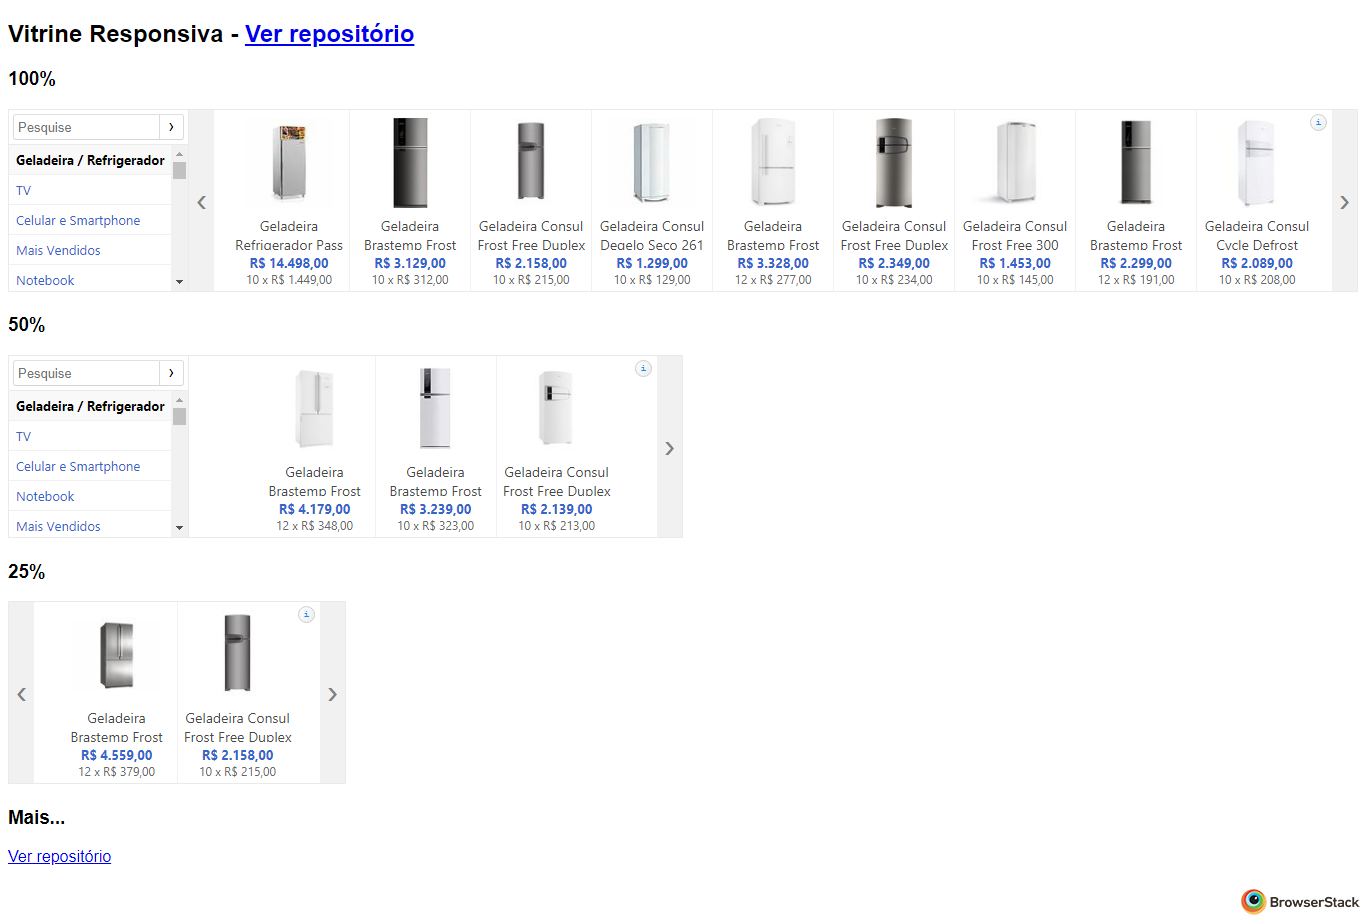 Vitrine Responsiva - Ver repositório
100%
Pesquise
›
Geladeira / Refrigerador
TV
Celular e Smartphone
Mais Vendidos
Notebook
‹
Geladeira
Refrigerador Pass
R$ 14.498,00
10 x R$ 1.449,00
Geladeira
Brastemp Frost
R$ 3.129,00
10 x R$ 312,00
Geladeira Consul
Frost Free Duplex
R$ 2.158,00
10 x R$ 215,00
Geladeira Consul
Degelo Seco 261
R$ 1.299,00
10 x R$ 129,00
Geladeira
Brastemp Frost
R$ 3.328,00
12 x R$ 277,00
Geladeira Consul
Frost Free Duplex
R$ 2.349,00
10 x R$ 234,00
Geladeira Consul
Frost Free 300
R$ 1.453,00
10 x R$ 145,00
Geladeira
Brastemp Frost
R$ 2.299,00
12 x R$ 191,00
Geladeira Consul
Cycle Defrost
R$ 2.089,00
10 x R$ 208,00
i
›
50%
Pesquise
›
Geladeira / Refrigerador
TV
Celular e Smartphone
Notebook
Mais Vendidos
Geladeira
Brastemp Frost
R$ 4.179,00
12 x R$ 348,00
Geladeira
Brastemp Frost
R$ 3.239,00
10 x R$ 323,00
Geladeira Consul
Frost Free Duplex
R$ 2.139,00
10 x R$ 213,00
i
›
25%
‹
Geladeira
Brastemp Frost
R$ 4.559,00
12 x R$ 379,00
Geladeira Consul
Frost Free Duplex
R$ 2.158,00
10 x R$ 215,00
i
›
Mais...
Ver repositório
BrowserStack